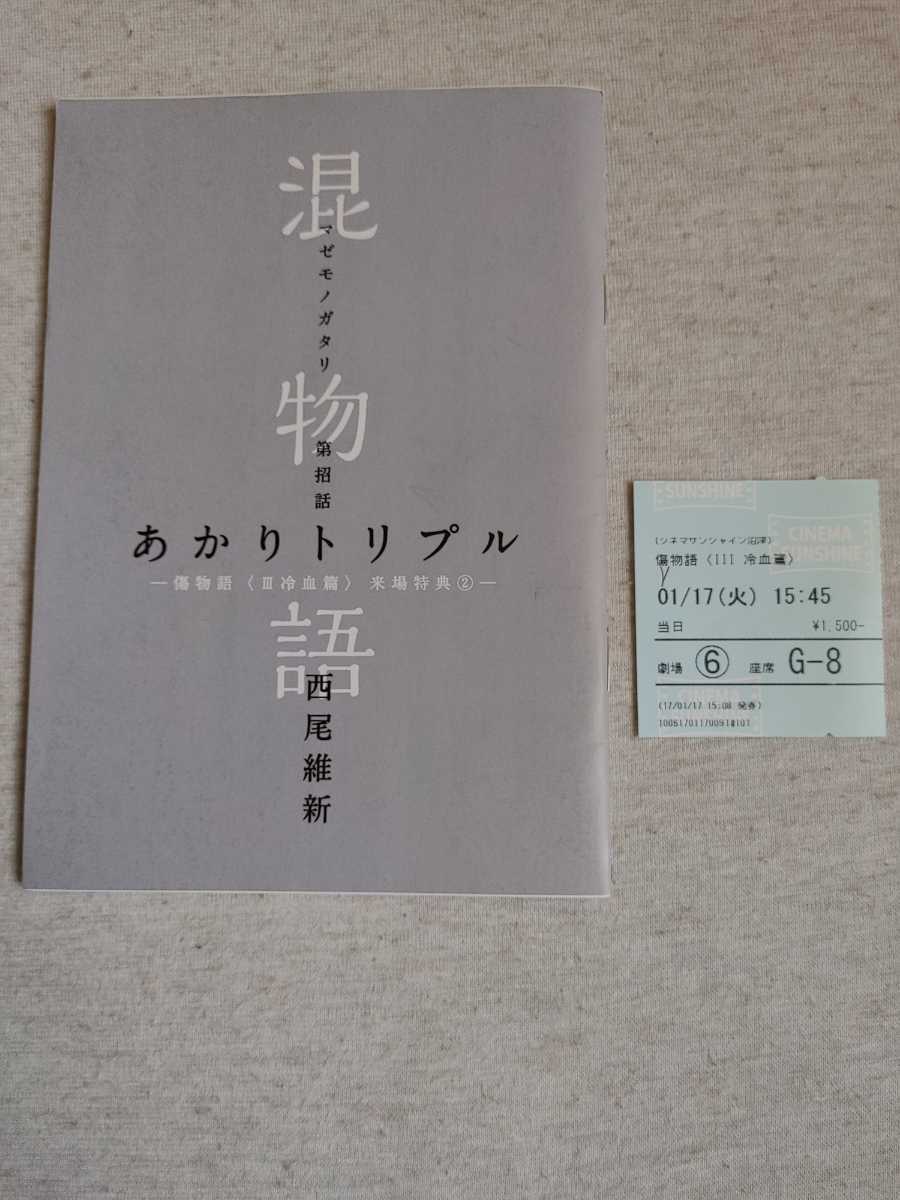 混物語
マゼモノガタリ
第招話
あかりトリプル
―傷物語〈Ⅲ冷血篇〉来場特典②―
西尾維新
SUNSHINE
CINEMA
SUNSHINE
(シネマサンシャイン沼津)
傷物語〈III 冷血篇〉
01/17(火) 15:45
当日 ¥1,500-
劇場 ⑥ 座席 G-8
CINEMA
(17/01/17 15:08 発券)